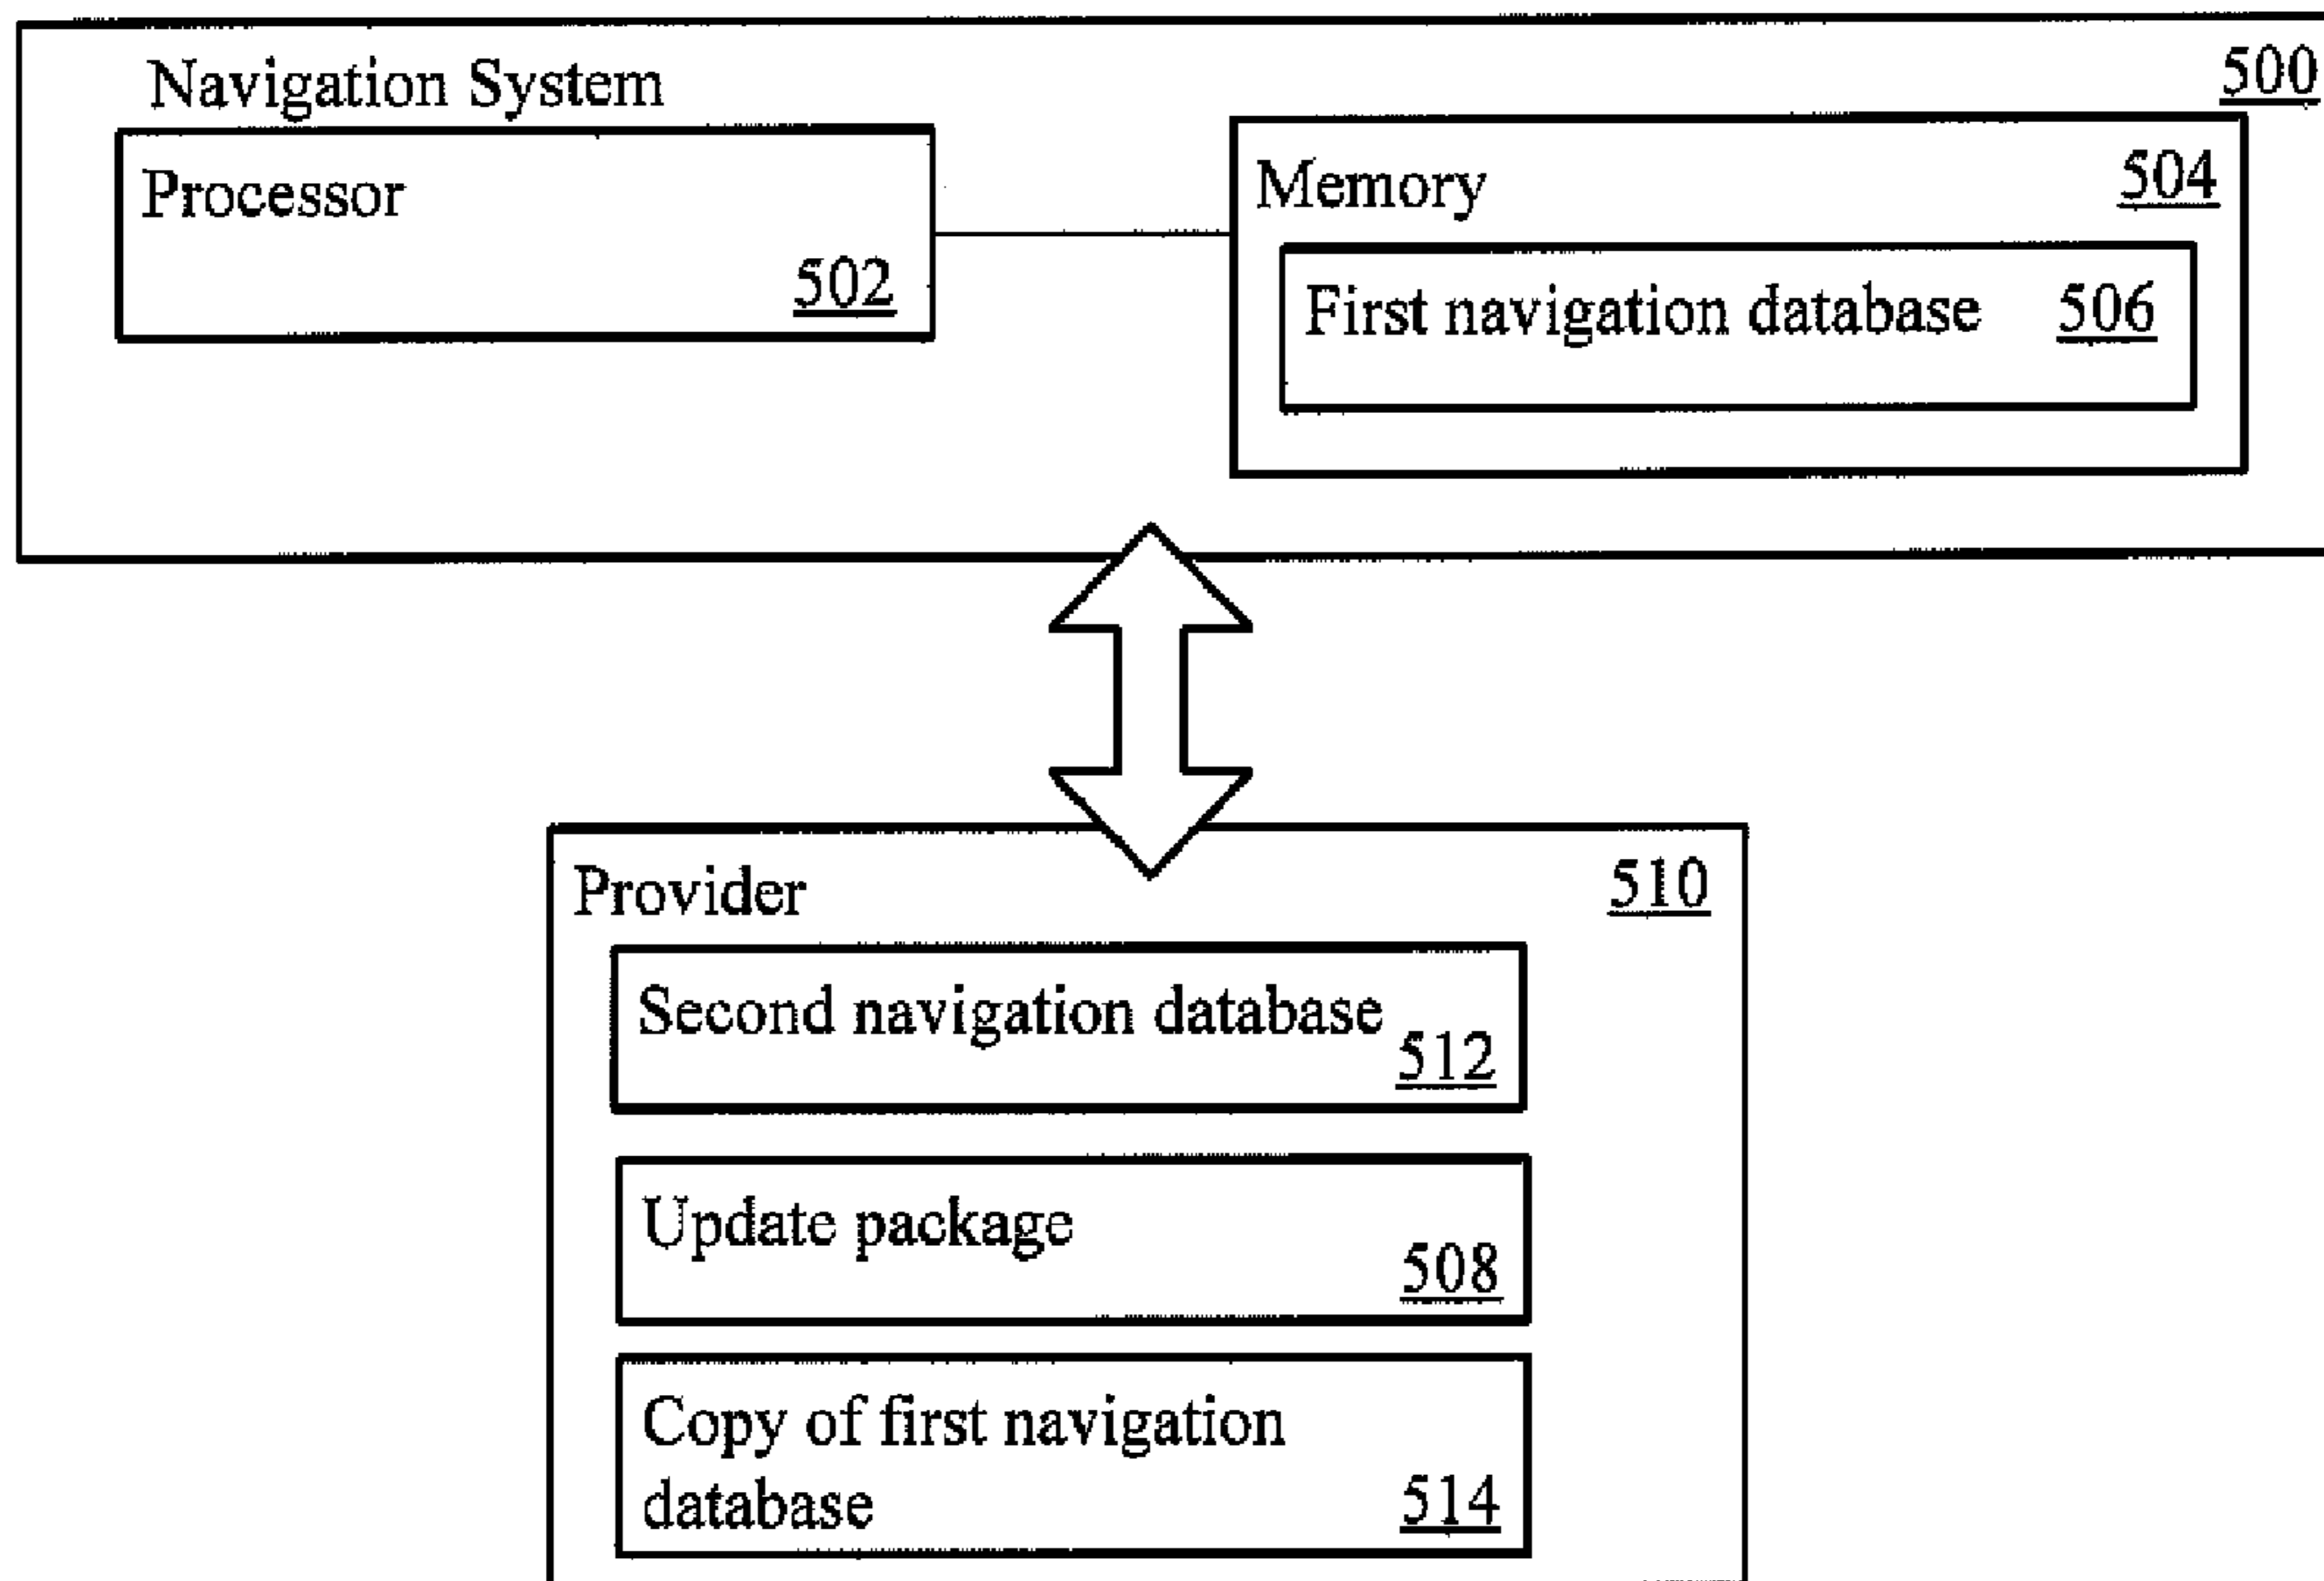 Navigation System
500
Processor
502
Memory
504
First navigation database
506
Provider
510
Second navigation database
512
Update package
508
Copy of first navigation
database
514